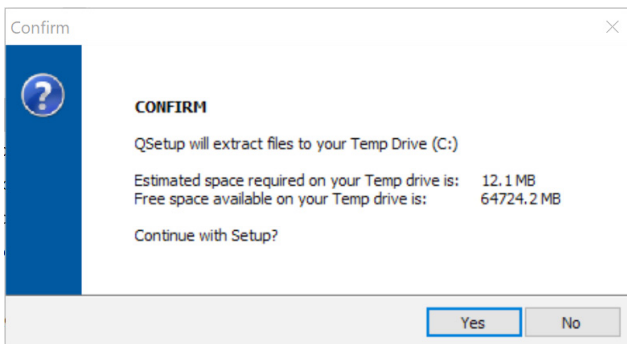 Confirm
CONFIRM
QSetup will extract files to your Temp Drive (C:)
Estimated space required on your Temp drive is: 12.1 MB
Free space available on your Temp drive is: 64724.2 MB
Continue with Setup?
Yes No